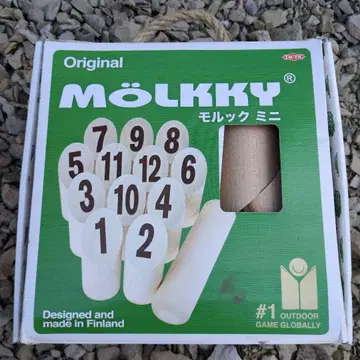 Original
TACTIC
MÖLKKY®
モルック ミニ
7 9 8
5 11 12 6
3 10 4
1 2
Designed and
made in Finland
#1 OUTDOOR
GAME GLOBALLY